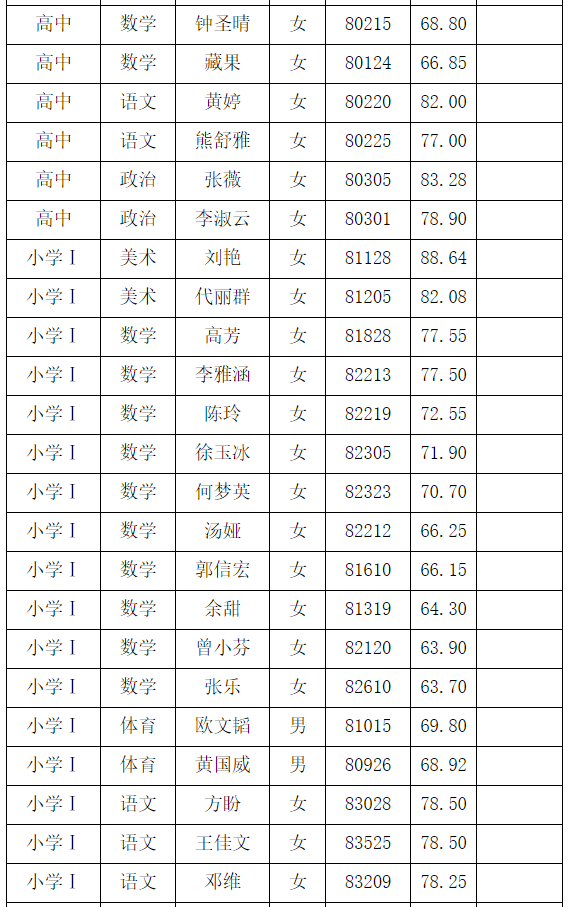 高中 数学 钟圣晴 女 80215 68.80
高中 数学 藏果 女 80124 66.85
高中 语文 黄婷 女 80220 82.00
高中 语文 熊舒雅 女 80225 77.00
高中 政治 张薇 女 80305 83.28
高中 政治 李淑云 女 80301 78.90
小学Ⅰ 美术 刘艳 女 81128 88.64
小学Ⅰ 美术 代丽群 女 81205 82.08
小学Ⅰ 数学 高芳 女 81828 77.55
小学Ⅰ 数学 李雅涵 女 82213 77.50
小学Ⅰ 数学 陈玲 女 82219 72.55
小学Ⅰ 数学 徐玉冰 女 82305 71.90
小学Ⅰ 数学 何梦英 女 82323 70.70
小学Ⅰ 数学 汤娅 女 82212 66.25
小学Ⅰ 数学 郭信宏 女 81610 66.15
小学Ⅰ 数学 余甜 女 81319 64.30
小学Ⅰ 数学 曾小芬 女 82120 63.90
小学Ⅰ 数学 张乐 女 82610 63.70
小学Ⅰ 体育 欧文韬 男 81015 69.80
小学Ⅰ 体育 黄国威 男 80926 68.92
小学Ⅰ 语文 方盼 女 83028 78.50
小学Ⅰ 语文 王佳文 女 83525 78.50
小学Ⅰ 语文 邓维 女 83209 78.25